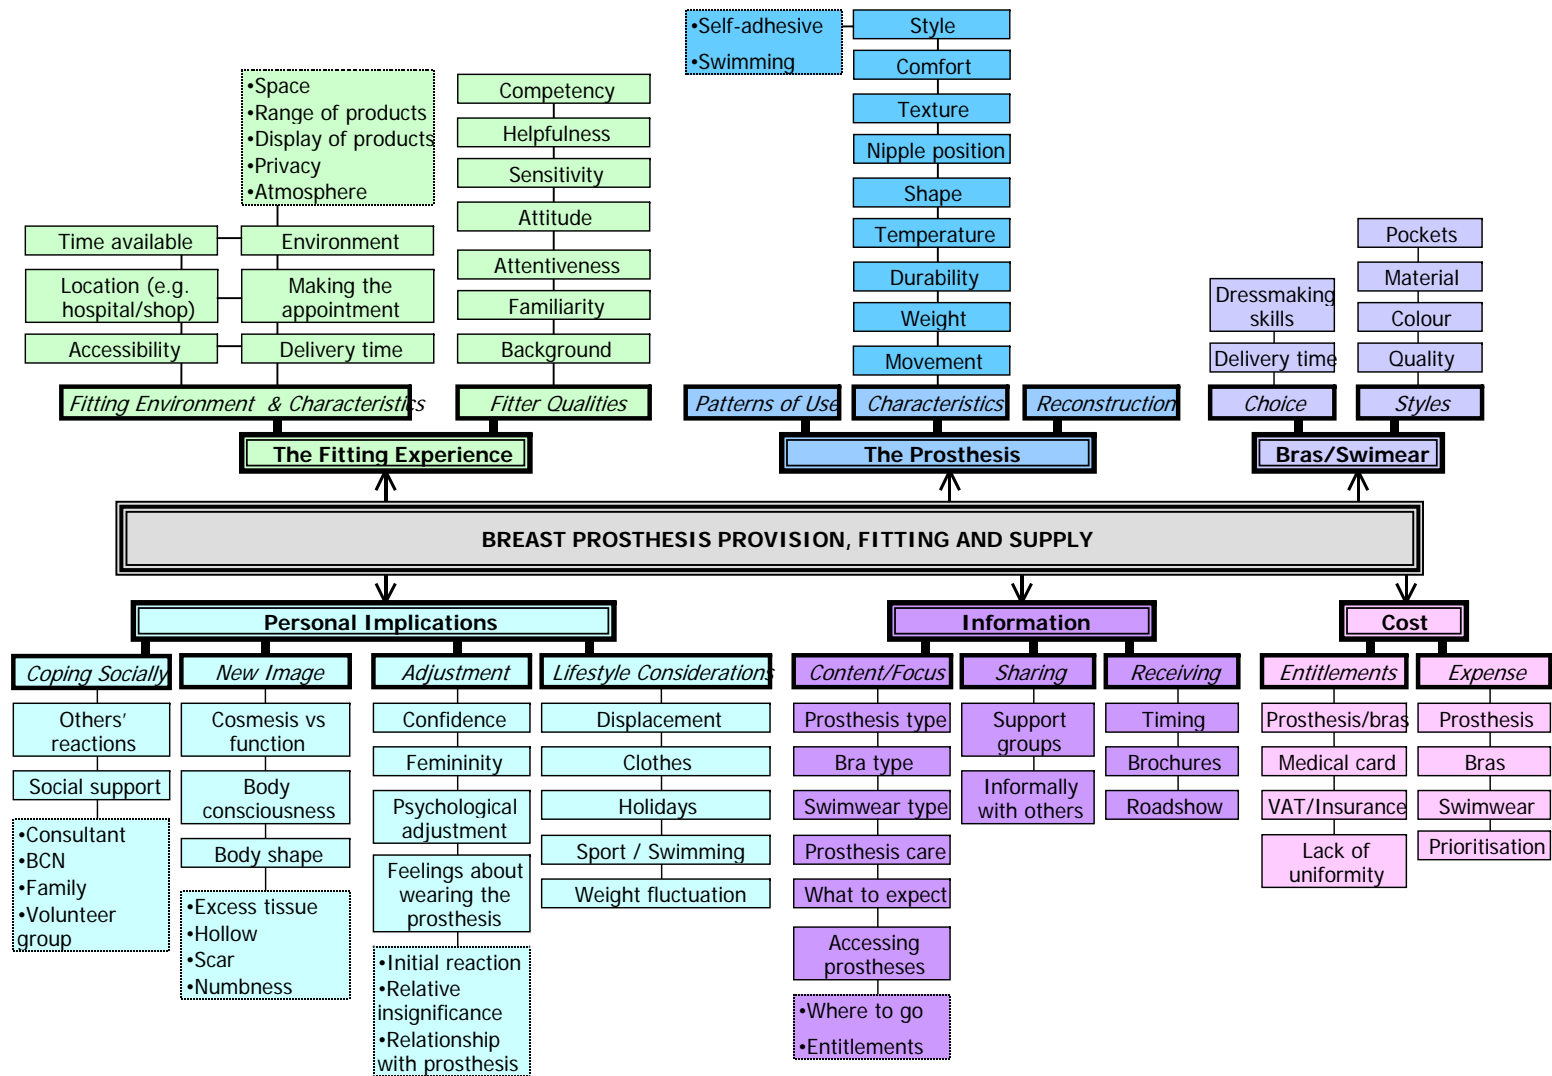 •Self-adhesive
•Swimming
Style
Comfort
Texture
Nipple position
Shape
Temperature
Durability
Weight
Movement
•Space
•Range of products
•Display of products
•Privacy
•Atmosphere
Competency
Helpfulness
Sensitivity
Attitude
Attentiveness
Familiarity
Background
Time available
Environment
Location (e.g.
hospital/shop)
Making the
appointment
Accessibility
Delivery time
Dressmaking
skills
Delivery time
Pockets
Material
Colour
Quality
Fitting Environment & Characteristics
Fitter Qualities
Patterns of Use
Characteristics
Reconstruction
Choice
Styles
The Fitting Experience
The Prosthesis
Bras/Swimear
BREAST PROSTHESIS PROVISION, FITTING AND SUPPLY
Personal Implications
Information
Cost
Coping Socially
New Image
Adjustment
Lifestyle Considerations
Content/Focus
Sharing
Receiving
Entitlements
Expense
Others'
reactions
Social support
•Consultant
•BCN
•Family
•Volunteer
group
Cosmesis vs
function
Body
consciousness
Body shape
•Excess tissue
•Hollow
•Scar
•Numbness
Confidence
Femininity
Psychological
adjustment
Feelings about
wearing the
prosthesis
•Initial reaction
•Relative
insignificance
•Relationship
with prosthesis
Displacement
Clothes
Holidays
Sport / Swimming
Weight fluctuation
Prosthesis type
Bra type
Swimwear type
Prosthesis care
What to expect
Accessing
prostheses
•Where to go
•Entitlements
Support
groups
Informally
with others
Timing
Brochures
Roadshow
Prosthesis/bras
Medical card
VAT/Insurance
Lack of
uniformity
Prosthesis
Bras
Swimwear
Prioritisation